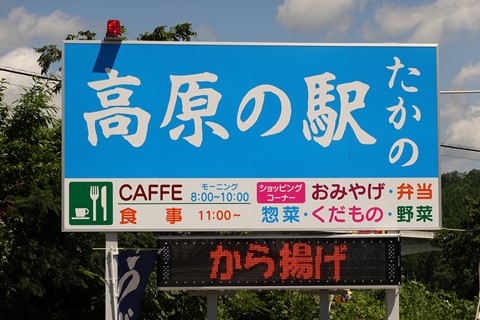 高原の駅
たかの
CAFFE
モーニング
8:00~10:00
食事 11:00~
ショッピング
コーナー
おみやげ・弁当
惣菜・くだもの・野菜
から揚げ
う